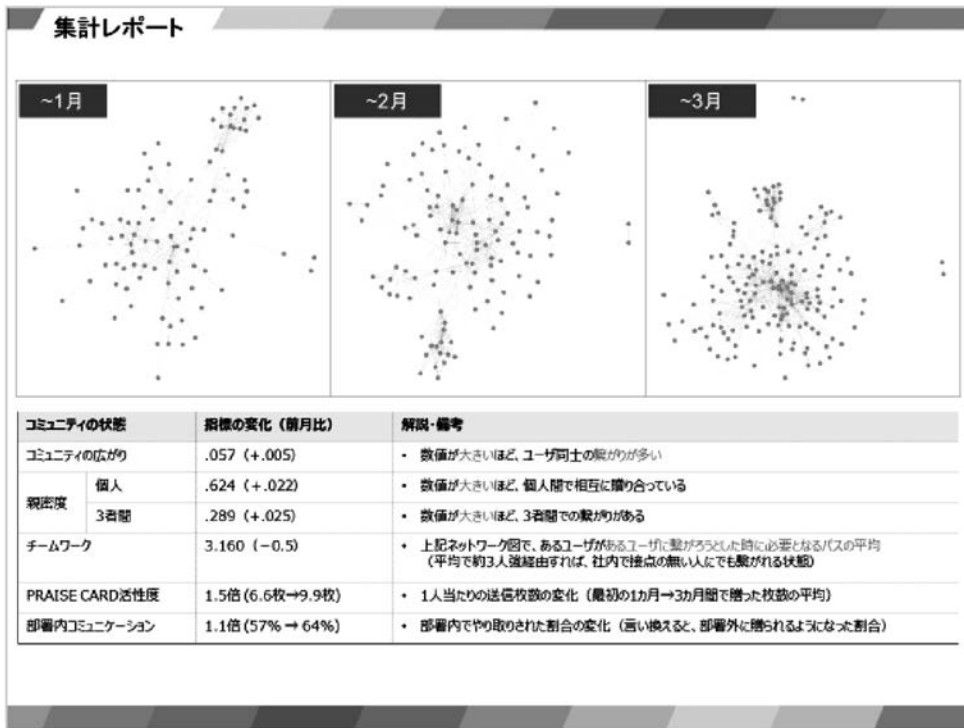 集計レポート
~1月
~2月
~3月
コミュニティの状態 指標の変化（前月比） 解説・備考
コミュニティの広がり .057（+.005） • 数値が大きいほど、ユーザ同士の繋がりが多い
親密度 個人 .624（+.022） • 数値が大きいほど、個人間で相互に贈り合っている
3者間 .289（+.025） • 数値が大きいほど、3者間での繋がりがある
チームワーク 3.160（−0.5） • 上記ネットワーク図で、あるユーザがあるユーザに繋がろうとした時に必要となるパスの平均
（平均で約3人強経由すれば、社内で接点の無い人にでも繋がれる状態）
PRAISE CARD活性度 1.5倍（6.6枚→9.9枚） • 1人当たりの送信枚数の変化（最初の1カ月→3カ月間で贈った枚数の平均）
部署内コミュニケーション 1.1倍（57% → 64%） • 部署内でやり取りされた割合の変化（言い換えると、部署外に贈られるようになった割合）